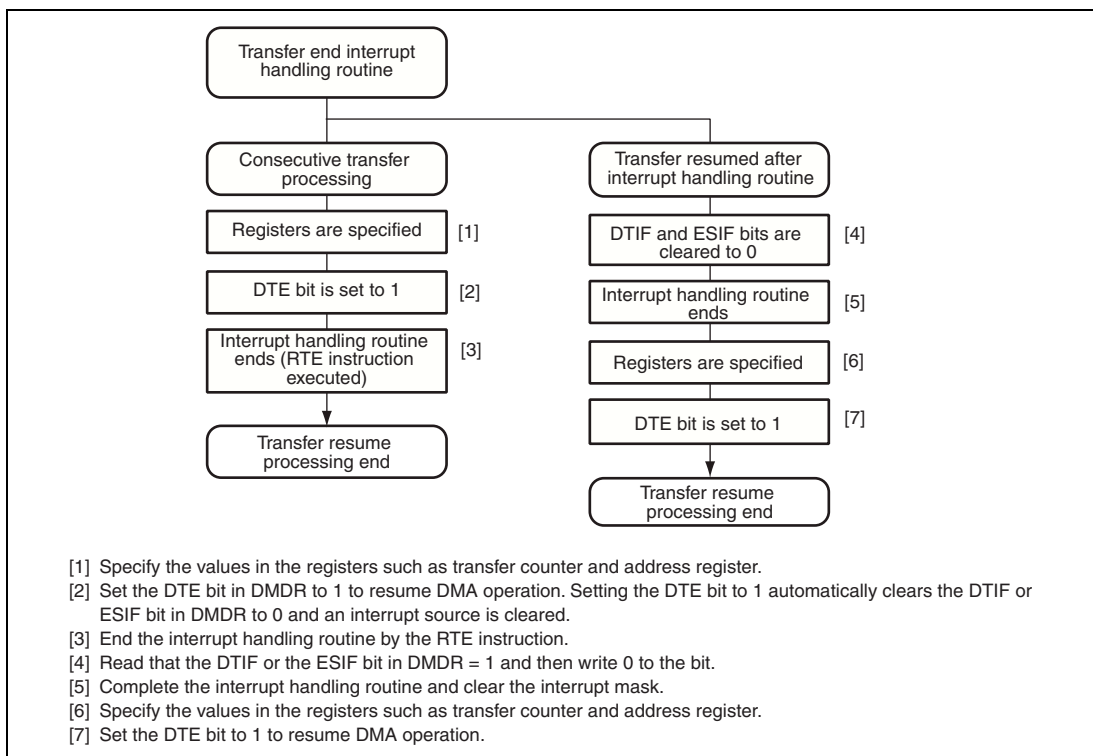 Transfer end interrupt
handling routine
Consecutive transfer
processing
Registers are specified [1]
DTE bit is set to 1 [2]
Interrupt handling routine
ends (RTE instruction
executed) [3]
Transfer resume
processing end
Transfer resumed after
interrupt handling routine
DTIF and ESIF bits are
cleared to 0 [4]
Interrupt handling routine
ends [5]
Registers are specified [6]
DTE bit is set to 1 [7]
Transfer resume
processing end
[1] Specify the values in the registers such as transfer counter and address register.
[2] Set the DTE bit in DMDR to 1 to resume DMA operation. Setting the DTE bit to 1 automatically clears the DTIF or
ESIF bit in DMDR to 0 and an interrupt source is cleared.
[3] End the interrupt handling routine by the RTE instruction.
[4] Read that the DTIF or the ESIF bit in DMDR = 1 and then write 0 to the bit.
[5] Complete the interrupt handling routine and clear the interrupt mask.
[6] Specify the values in the registers such as transfer counter and address register.
[7] Set the DTE bit to 1 to resume DMA operation.